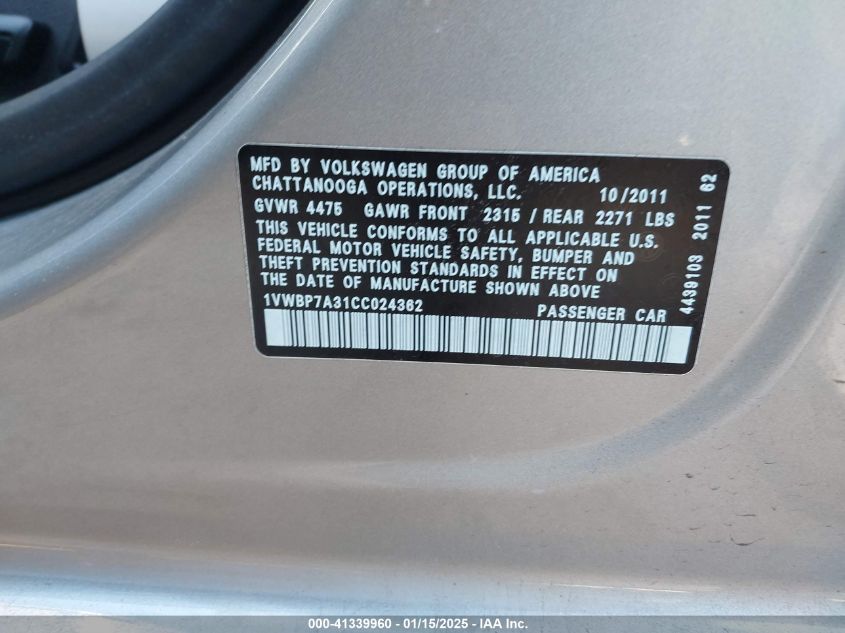 MFD BY VOLKSWAGEN GROUP OF AMERICA
CHATTANOOGA OPERATIONS, LLC. 10/2011
GVWR 4475 GAWR FRONT 2315 / REAR 2271 LBS
THIS VEHICLE CONFORMS TO ALL APPLICABLE U.S.
FEDERAL MOTOR VEHICLE SAFETY, BUMPER AND
THEFT PREVENTION STANDARDS IN EFFECT ON
THE DATE OF MANUFACTURE SHOWN ABOVE
1VWBP7A31CC024362 PASSENGER CAR
4439103 2011 62
000-41339960 - 01/15/2025 - IAA Inc.